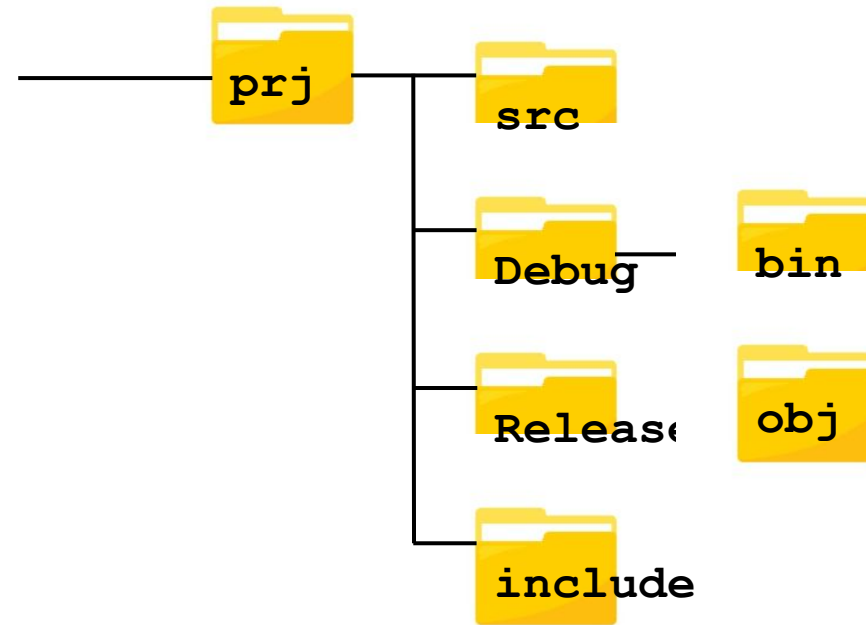 prj
src
Debug
bin
Release
obj
include